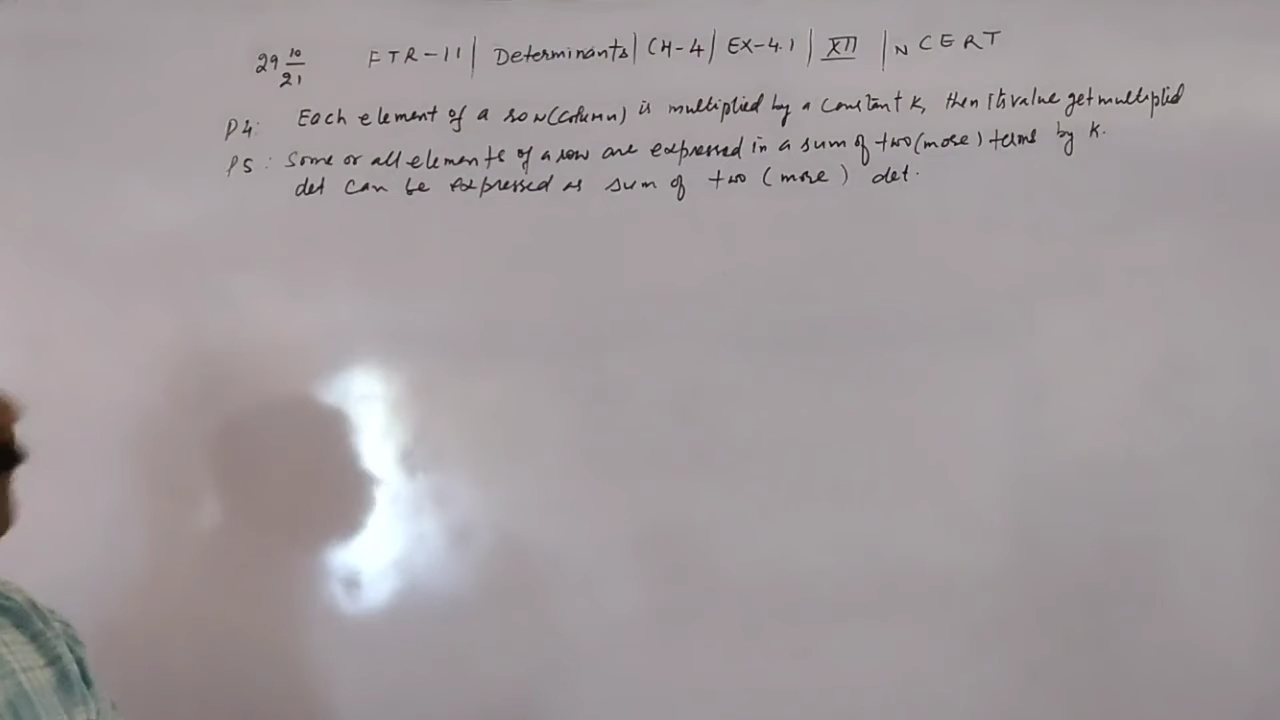 29 10/21 FTR-11 | Determinants | CH-4 | EX-4.1 | XII | NCERT
P4: Each element of a row (column) is multiplied by a constant K, then its value get multiplied by K.
P5: Some or all elements of a row are expressed in a sum of two (more) terms
det can be expressed as sum of two (more) det.